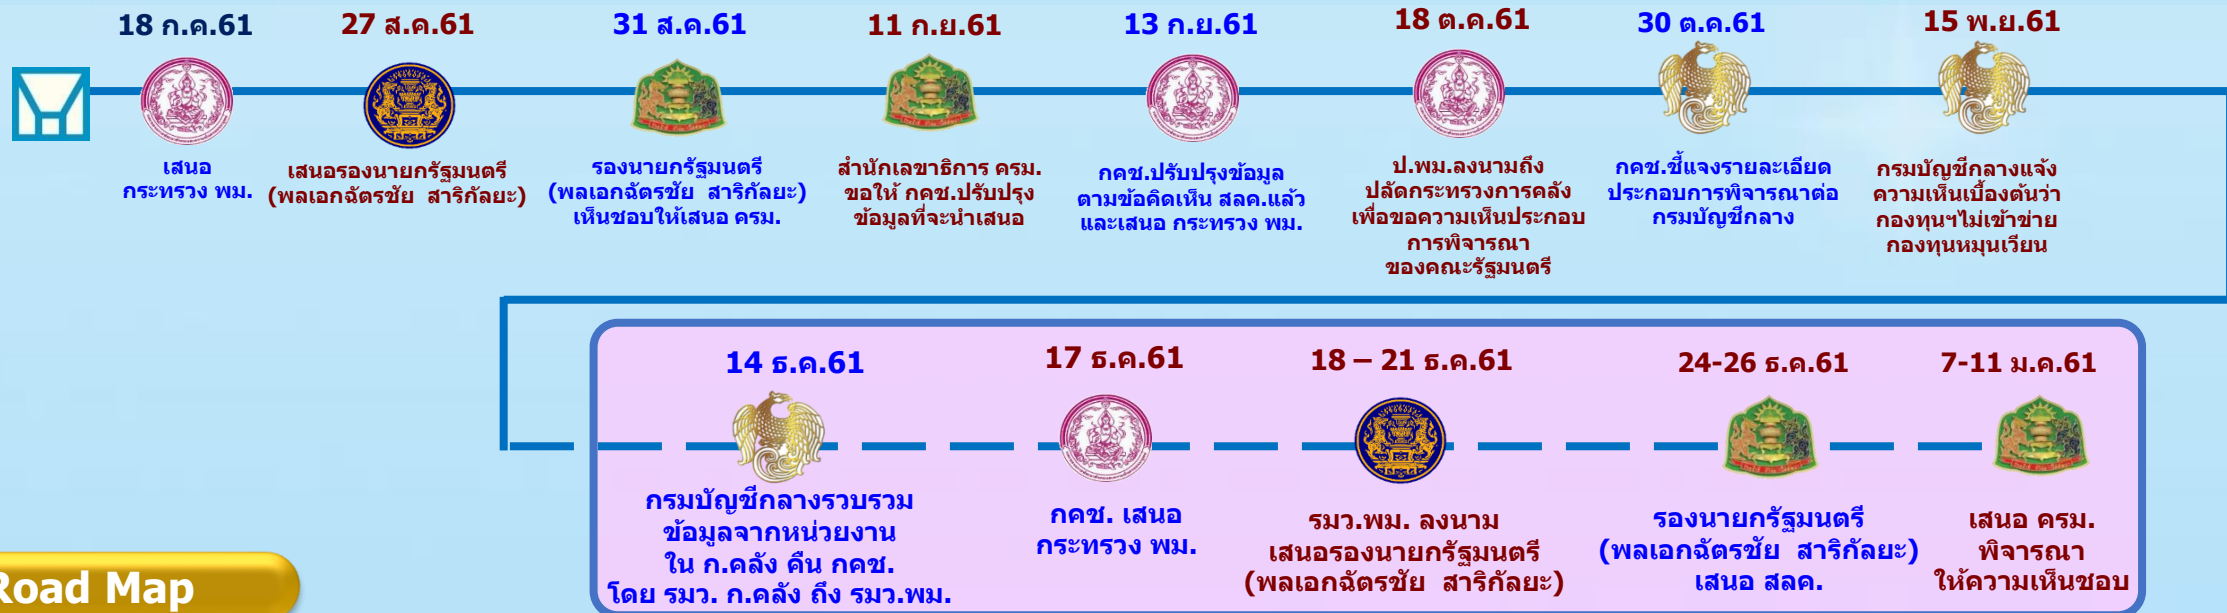 18 ก.ค.61
เสนอ
กระทรวง พม.
27 ส.ค.61
เสนอรองนายกรัฐมนตรี
(พลเอกฉัตรชัย สาริกัลยะ)
31 ส.ค.61
รองนายกรัฐมนตรี
(พลเอกฉัตรชัย สาริกัลยะ)
เห็นชอบให้เสนอ ครม.
11 ก.ย.61
สำนักเลขาธิการ ครม.
ขอให้ กคช.ปรับปรุง
ข้อมูลที่จะนำเสนอ
13 ก.ย.61
กคช.ปรับปรุงข้อมูล
ตามข้อคิดเห็น สลค.แล้ว
และเสนอ กระทรวง พม.
18 ต.ค.61
ป.พม.ลงนามถึง
ปลัดกระทรวงการคลัง
เพื่อขอความเห็นประกอบ
การพิจารณา
ของคณะรัฐมนตรี
30 ต.ค.61
กคช.ชี้แจงรายละเอียด
ประกอบการพิจารณาต่อ
กรมบัญชีกลาง
15 พ.ย.61
กรมบัญชีกลางแจ้ง
ความเห็นเบื้องต้นว่า
กองทุนฯไม่เข้าข่าย
กองทุนหมุนเวียน
14 ธ.ค.61
กรมบัญชีกลางรวบรวม
ข้อมูลจากหน่วยงาน
ใน ก.คลัง คืน กคช.
โดย รมว. ก.คลัง ถึง รมว.พม.
17 ธ.ค.61
กคช. เสนอ
กระทรวง พม.
18 – 21 ธ.ค.61
รมว.พม. ลงนาม
เสนอรองนายกรัฐมนตรี
(พลเอกฉัตรชัย สาริกัลยะ)
24-26 ธ.ค.61
รองนายกรัฐมนตรี
(พลเอกฉัตรชัย สาริกัลยะ)
เสนอ สลค.
7-11 ม.ค.61
เสนอ ครม.
พิจารณา
ให้ความเห็นชอบ
Road Map